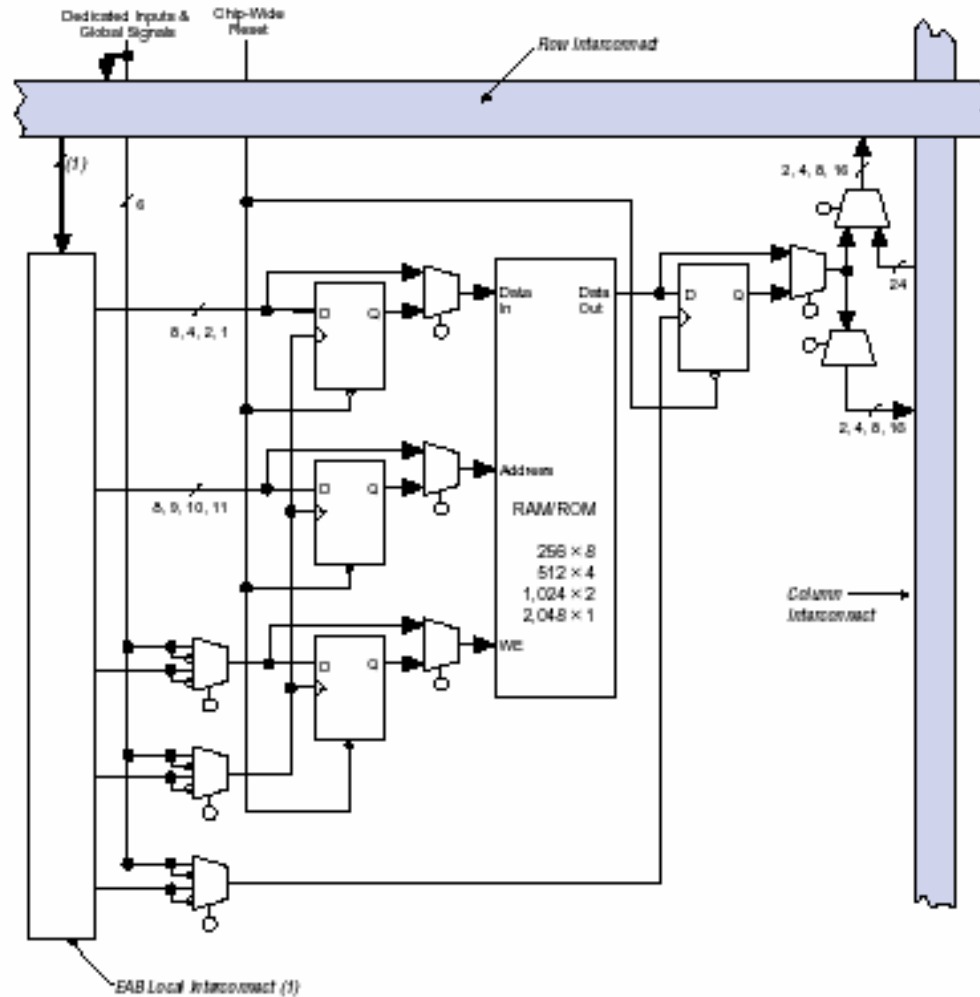 Dedicated Inputs &
Global Signals
Chip-Wide
Reset
Row Interconnect
(1)
6
2, 4, 8, 16
24
2, 4, 8, 16
8, 4, 2, 1
D
Q
Data
In
Data
Out
D
Q
8, 9, 10, 11
D
Q
Address
RAM/ROM
256 × 8
512 × 4
1,024 × 2
2,048 × 1
Column
Interconnect
D
Q
WE
EAB Local Interconnect (1)